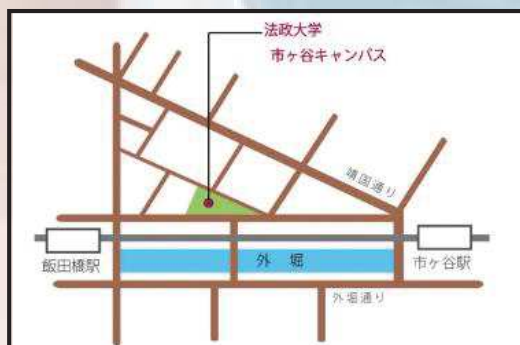 法政大学
市ヶ谷キャンパス
靖国通り
飯田橋駅
外 堀
市ヶ谷駅
外堀通り